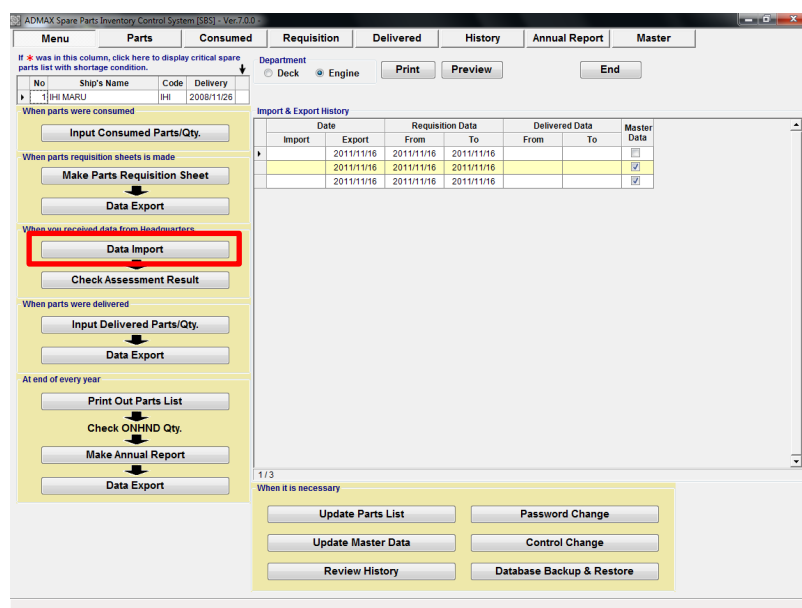 ADMAX Spare Parts Inventory Control System [SBS] - Ver.7.0.0 -
Menu Parts Consumed Requisition Delivered History Annual Report Master
If * was in this column, click here to display critical spare
parts list with shortage condition.
Department
Deck Engine Print Preview End
No Ship's Name Code Delivery
1 IHI MARU IHI 2008/11/26
When parts were consumed
Input Consumed Parts/Qty.
When parts requisition sheets is made
Make Parts Requisition Sheet
Data Export
When you received data from Headquarters
Data Import
Check Assessment Result
When parts were delivered
Input Delivered Parts/Qty.
Data Export
At end of every year
Print Out Parts List
Check ONHND Qty.
Make Annual Report
Data Export
Import & Export History
Date Requisition Data Delivered Data Master
Import Export From To From To Data
2011/11/16 2011/11/16 2011/11/16
2011/11/16 2011/11/16 2011/11/16
2011/11/16 2011/11/16 2011/11/16
1 / 3
When it is necessary
Update Parts List Password Change
Update Master Data Control Change
Review History Database Backup & Restore